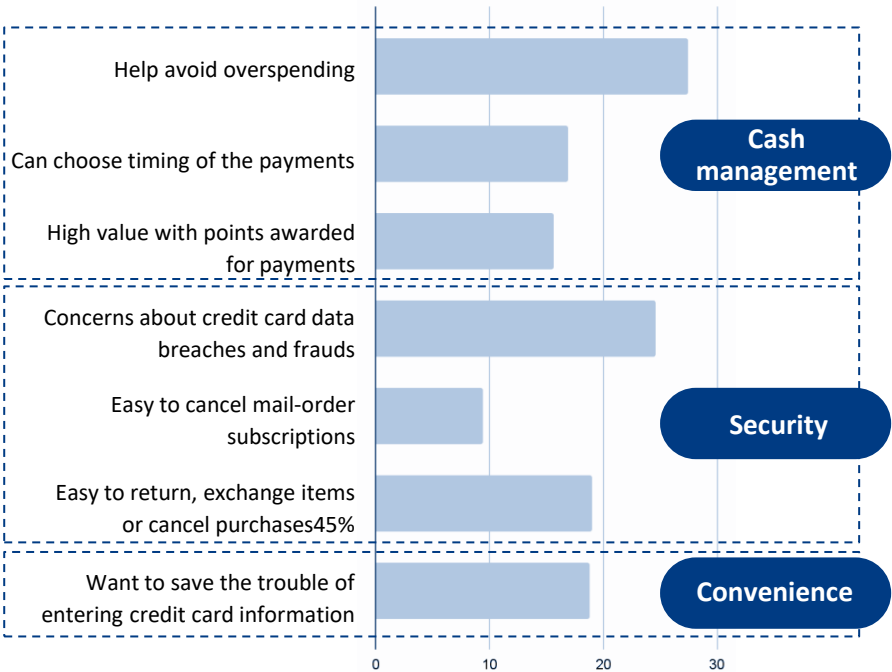 Help avoid overspending
Can choose timing of the payments
High value with points awarded
for payments
Cash
management
Concerns about credit card data
breaches and frauds
Easy to cancel mail-order
subscriptions
Easy to return, exchange items
or cancel purchases45%
Security
Want to save the trouble of
entering credit card information
Convenience
0 10 20 30